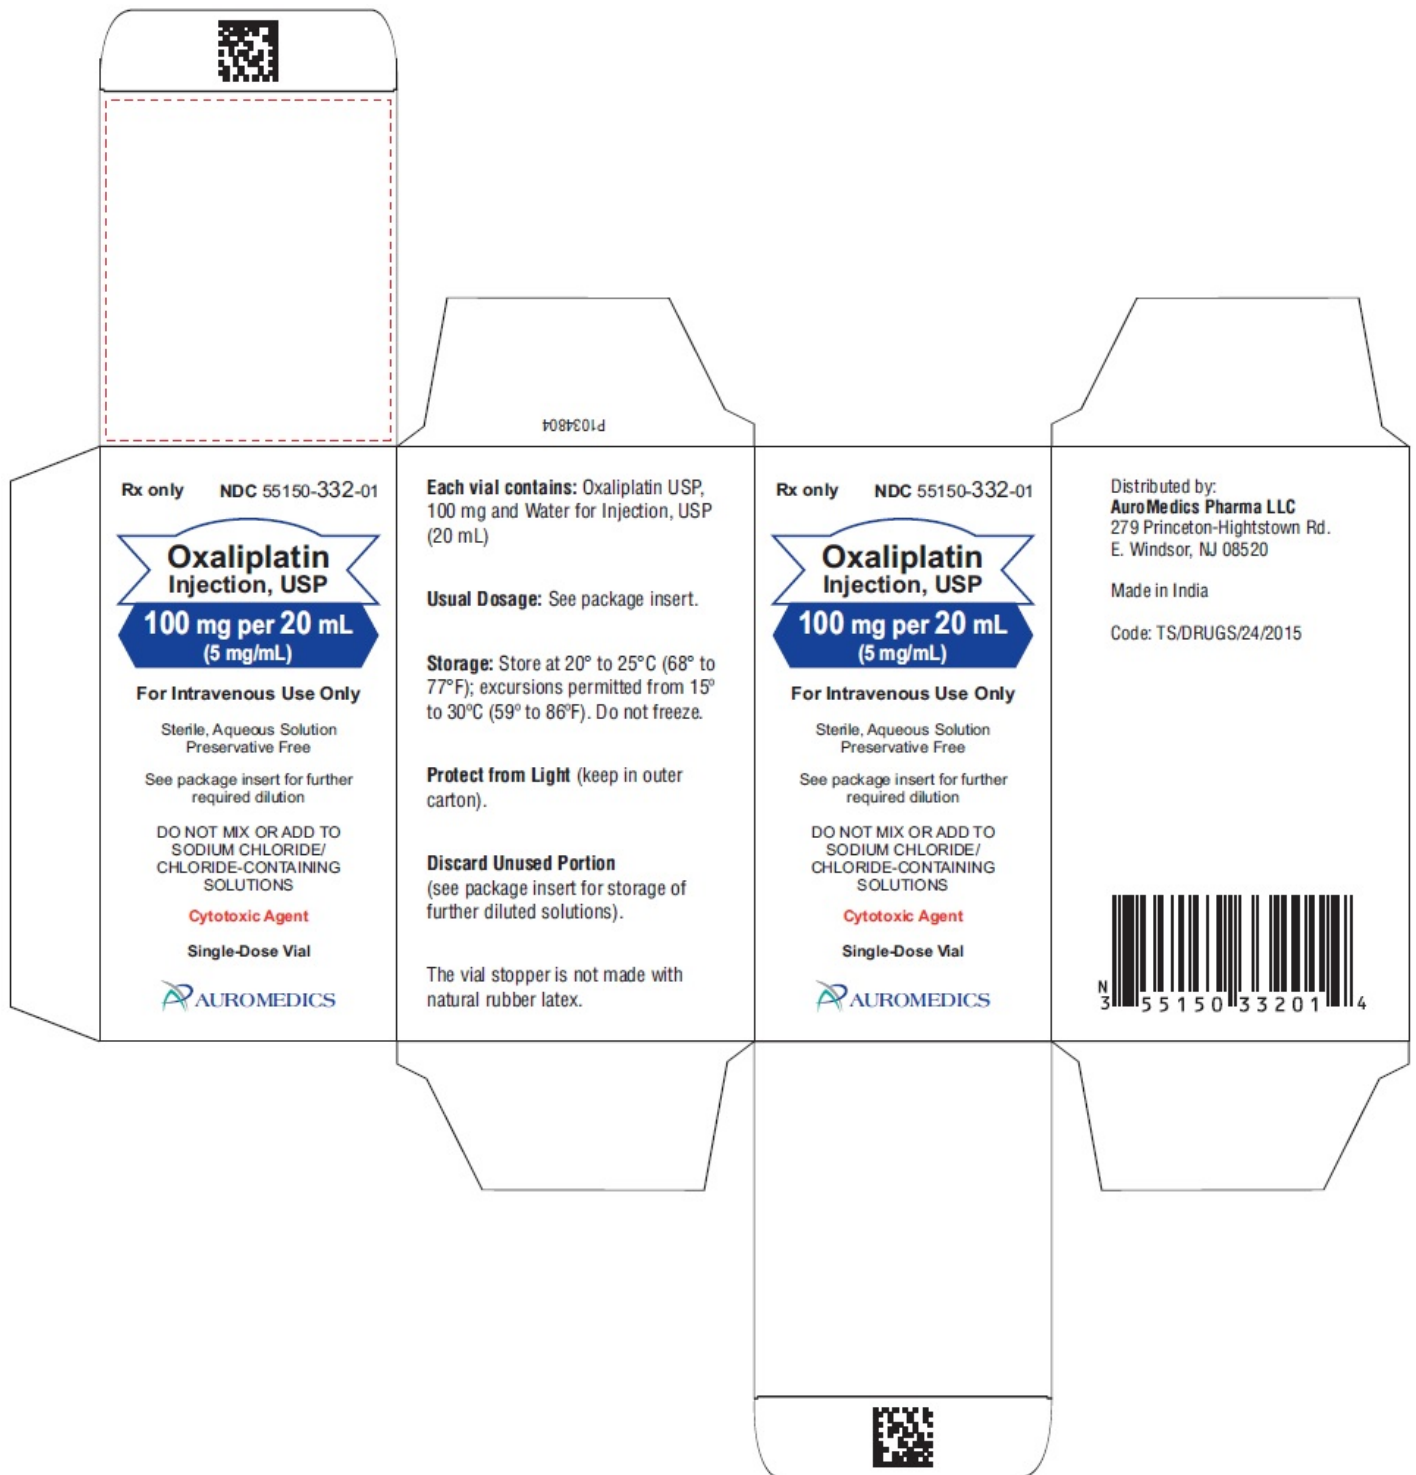 P1034804
Rx only NDC 55150-332-01
Oxaliplatin
Injection, USP
100 mg per 20 mL
(5 mg/mL)
For Intravenous Use Only
Sterile, Aqueous Solution
Preservative Free
See package insert for further
required dilution
DO NOT MIX OR ADD TO
SODIUM CHLORIDE/
CHLORIDE-CONTAINING
SOLUTIONS
Cytotoxic Agent
Single-Dose Vial
AUROMEDICS
Each vial contains: Oxaliplatin USP,
100 mg and Water for Injection, USP
(20 mL)
Usual Dosage: See package insert.
Storage: Store at 20° to 25°C (68° to
77°F); excursions permitted from 15º
to 30ºC (59º to 86ºF). Do not freeze.
Protect from Light (keep in outer
carton).
Discard Unused Portion
(see package insert for storage of
further diluted solutions).
The vial stopper is not made with
natural rubber latex.
Rx only NDC 55150-332-01
Oxaliplatin
Injection, USP
100 mg per 20 mL
(5 mg/mL)
For Intravenous Use Only
Sterile, Aqueous Solution
Preservative Free
See package insert for further
required dilution
DO NOT MIX OR ADD TO
SODIUM CHLORIDE/
CHLORIDE-CONTAINING
SOLUTIONS
Cytotoxic Agent
Single-Dose Vial
AUROMEDICS
Distributed by:
AuroMedics Pharma LLC
279 Princeton-Hightstown Rd.
E. Windsor, NJ 08520
Made in India
Code: TS/DRUGS/24/2015
N
3 55150 33201 4